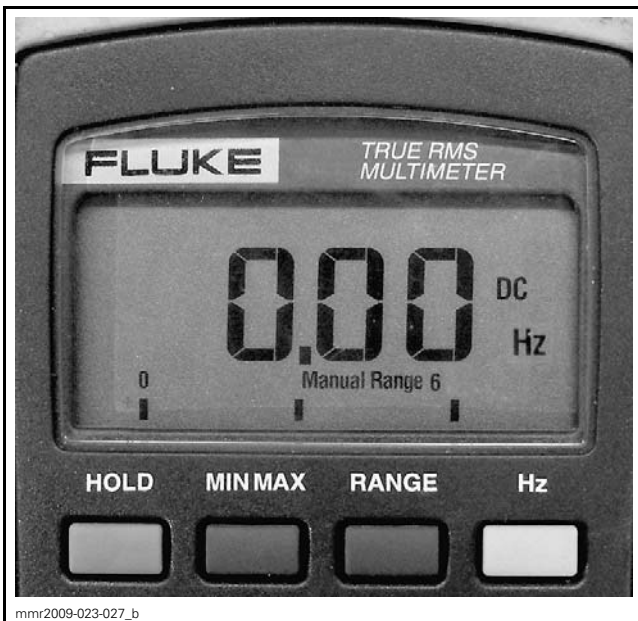 FLUKE
TRUE RMS
MULTIMETER
0.00
DC
Hz
0
Manual Range 6
HOLD MIN MAX RANGE Hz
mmr2009-023-027_b